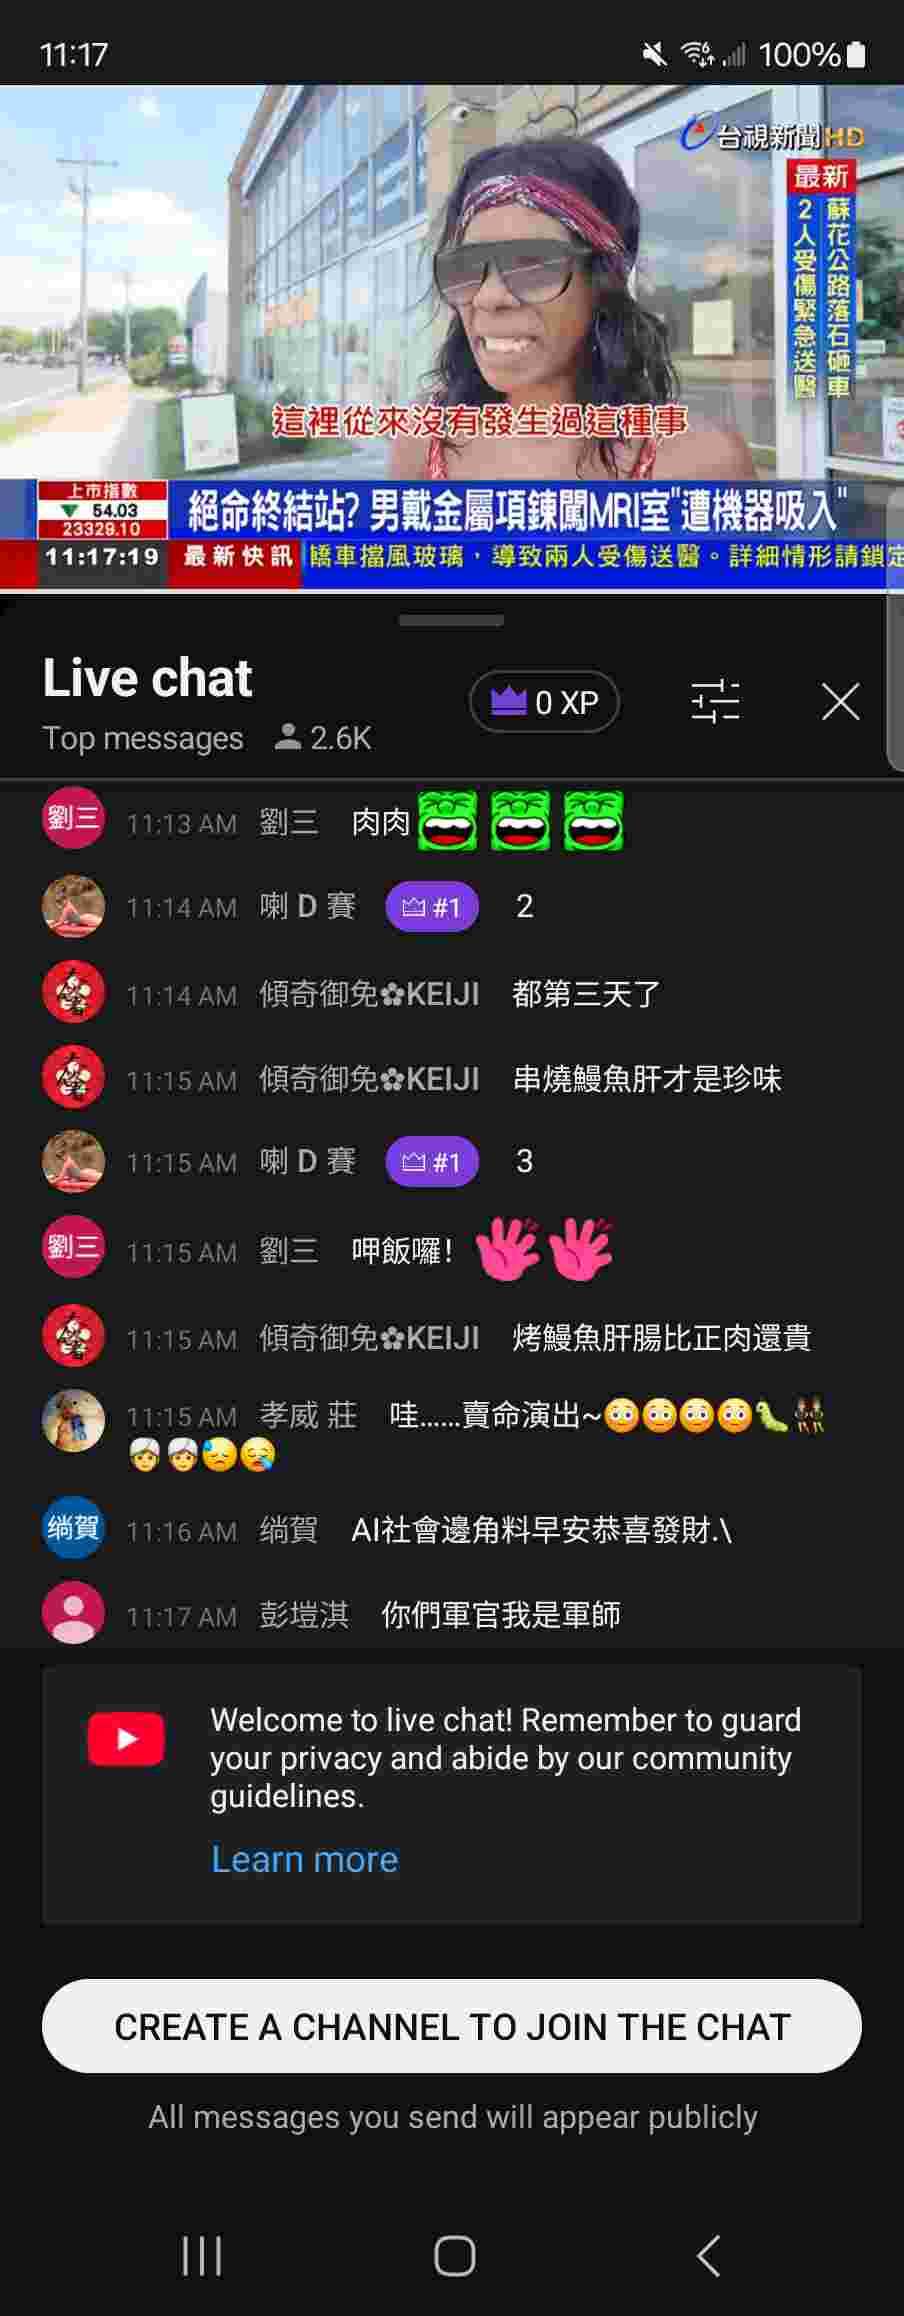 11:17
6
100%
台視新聞HD
最新
蘇花公路落石砸車
2人受傷緊急送醫
這裡從來沒有發生過這種事
上市指數
▼ 54.03
23329.10
絕命終結站? 男戴金屬項鍊闖MRI室"遭機器吸入"
11:17:19
最新快訊
轎車擋風玻璃,導致兩人受傷送醫。詳細情形請鎖定
Live chat
0 XP
Top messages 2.6K
劉三 11:13 AM 劉三 肉肉
11:14 AM 喇 D 賽 #1 2
11:14 AM 傾奇御免✿KEIJI 都第三天了
11:15 AM 傾奇御免✿KEIJI 串燒鰻魚肝才是珍味
11:15 AM 喇 D 賽 #1 3
劉三 11:15 AM 劉三 呷飯囉!
11:15 AM 傾奇御免✿KEIJI 烤鰻魚肝腸比正肉還貴
11:15 AM 孝威 莊 哇......賣命演出~😳😳😳😳🐛👯
👳👳😓😪
绱賀 11:16 AM 绱賀 AI社會邊角料早安恭喜發財.\
11:17 AM 彭塏淇 你們軍官我是軍師
Welcome to live chat! Remember to guard
your privacy and abide by our community
guidelines.
Learn more
CREATE A CHANNEL TO JOIN THE CHAT
All messages you send will appear publicly